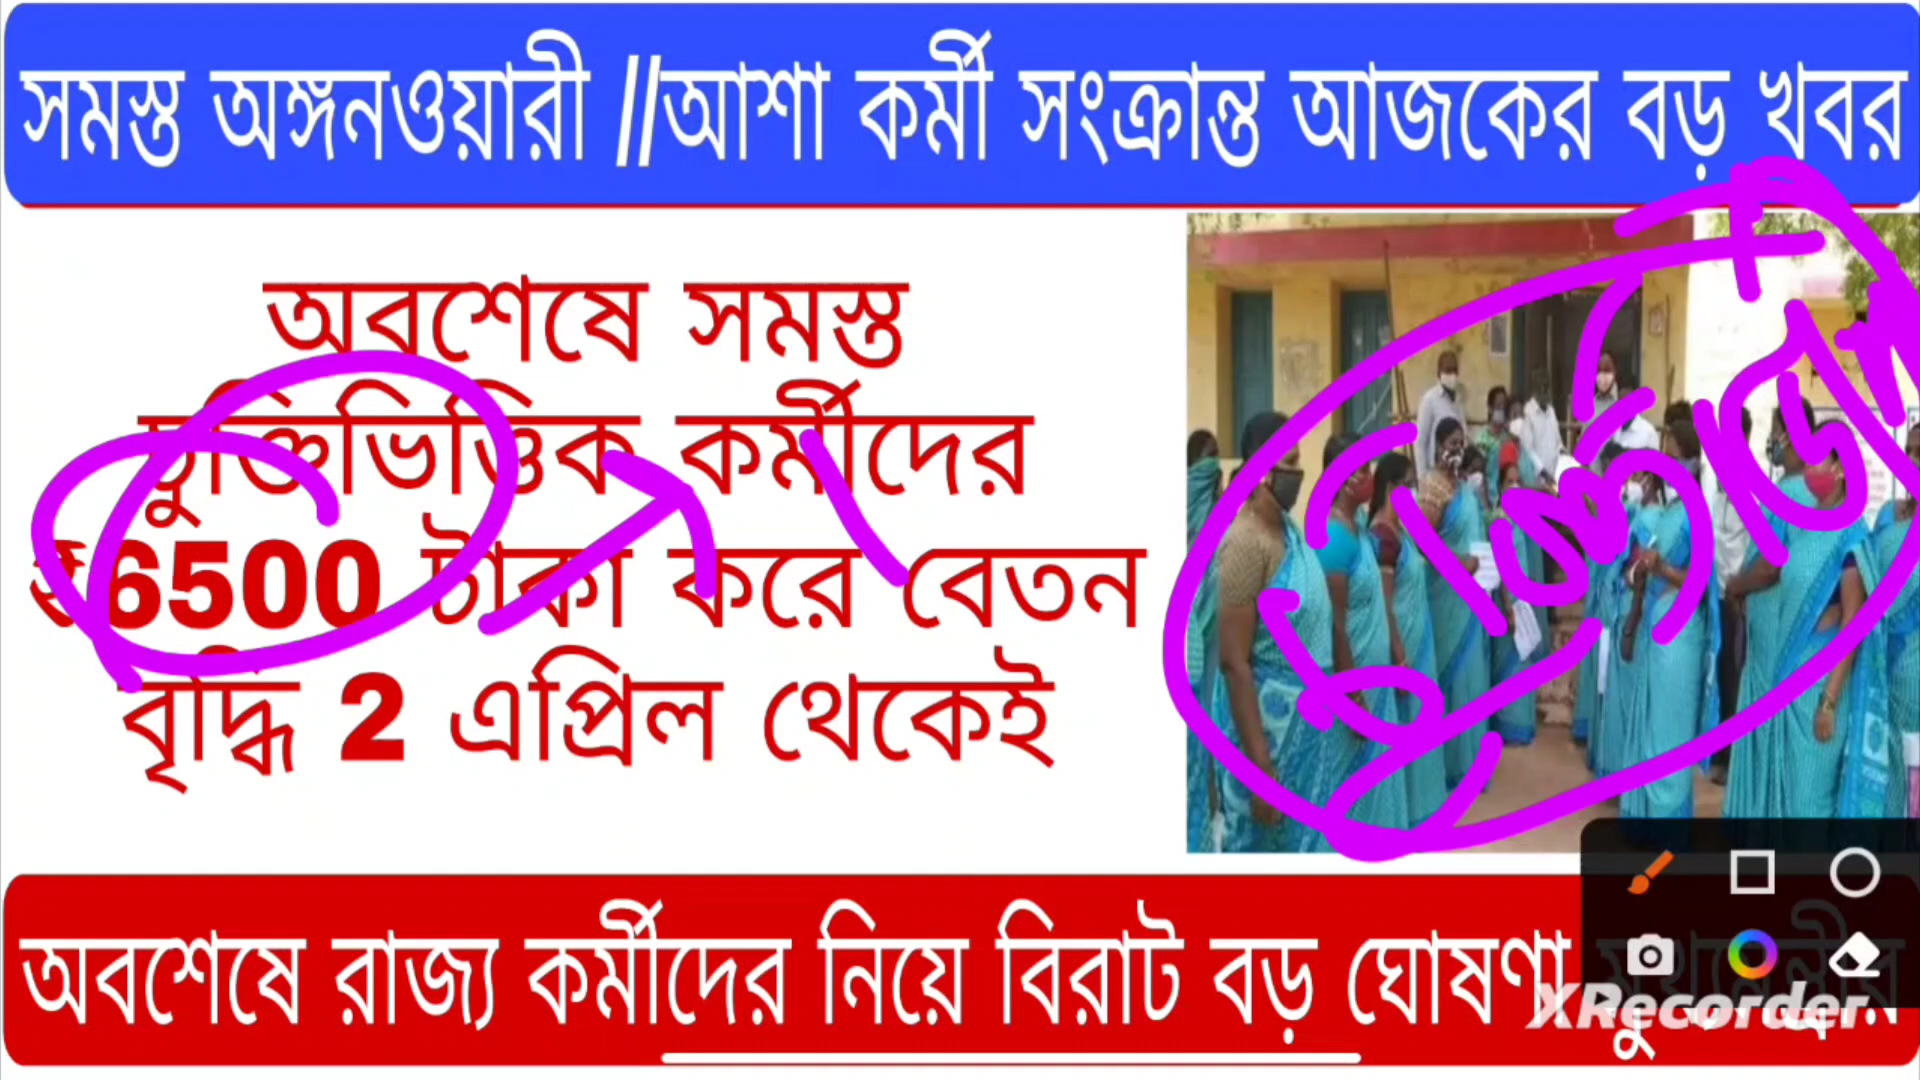 সমস্ত অঙ্গনওয়ারী //আশা কর্মী সংক্রান্ত আজকের বড় খবর
অবশেষে সমস্ত
চুক্তিভিত্তিক কর্মীদের
₹6500 টাকা করে বেতন
বৃদ্ধি 2 এপ্রিল থেকেই
অবশেষে রাজ্য কর্মীদের নিয়ে বিরাট বড় ঘোষণা
XRecorder